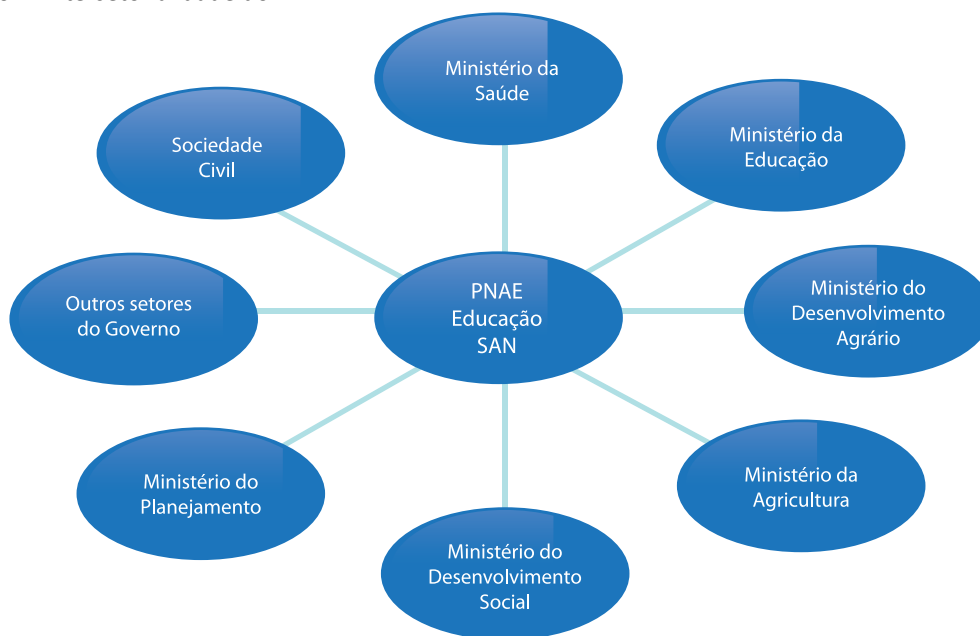 Ministério da
Saúde
Ministério da
Educação
Sociedade
Civil
Ministério do
Desenvolvimento
Agrário
PNAE
Educação
SAN
Outros setores
do Governo
Ministério da
Agricultura
Ministério do
Planejamento
Ministério do
Desenvolvimento
Social